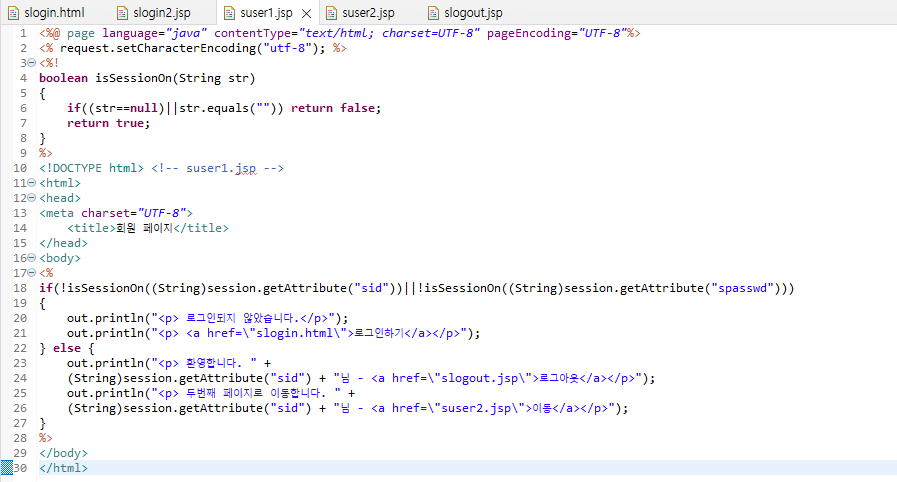 slogin.html slogin2.jsp suser1.jsp suser2.jsp slogout.jsp
1 <%@ page language="java" contentType="text/html; charset=UTF-8" pageEncoding="UTF-8"%>
2 <% request.setCharacterEncoding("utf-8"); %>
3 <%!
4 boolean isSessionOn(String str)
5 {
6 if((str==null)||str.equals("")) return false;
7 return true;
8 }
9 %>
10 <!DOCTYPE html> <!-- suser1.jsp -->
11 <html>
12 <head>
13 <meta charset="UTF-8">
14 <title>회원 페이지</title>
15 </head>
16 <body>
17 <%
18 if(!isSessionOn((String)session.getAttribute("sid"))||!isSessionOn((String)session.getAttribute("spasswd")))
19 {
20 out.println("<p> 로그인되지 않았습니다.</p>");
21 out.println("<p> <a href=\"slogin.html\">로그인하기</a></p>");
22 } else {
23 out.println("<p> 환영합니다. " +
24 (String)session.getAttribute("sid") + "님 - <a href=\"slogout.jsp\">로그아웃</a></p>");
25 out.println("<p> 두번째 페이지로 이동합니다. " +
26 (String)session.getAttribute("sid") + "님 - <a href=\"suser2.jsp\">이동</a></p>");
27 }
28 %>
29 </body>
30 </html>